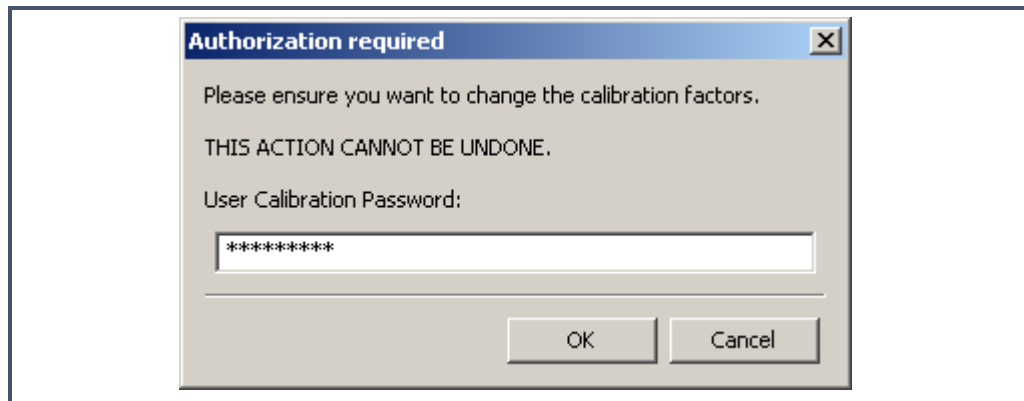 Authorization required
Please ensure you want to change the calibration factors.
THIS ACTION CANNOT BE UNDONE.
User Calibration Password:
*********
OK
Cancel